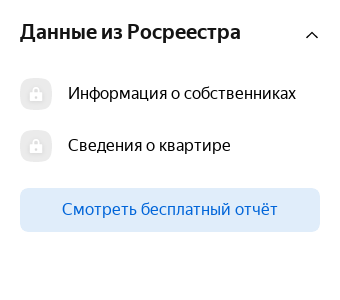 Данные из Росреестра
Информация о собственниках
Сведения о квартире
Смотреть бесплатный отчёт